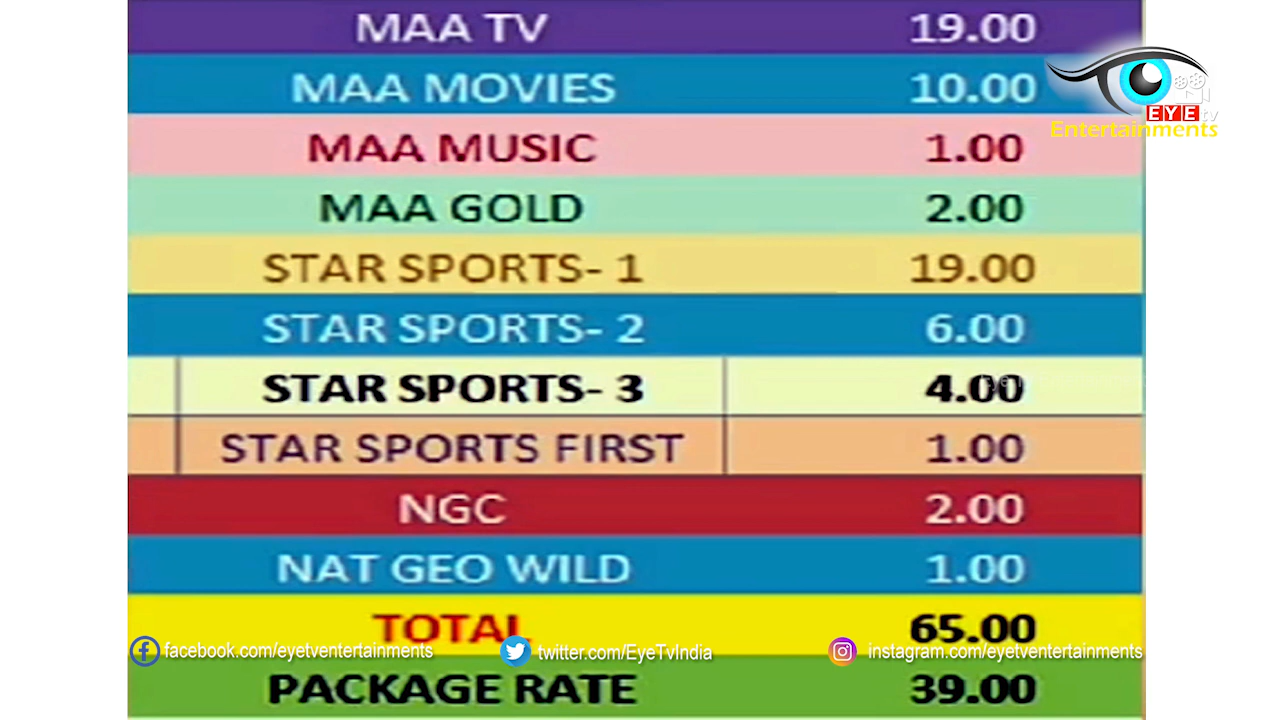 MAA TV 19.00
MAA MOVIES 10.00
EYE tv
Entertainments
MAA MUSIC 1.00
MAA GOLD 2.00
STAR SPORTS- 1 19.00
STAR SPORTS- 2 6.00
STAR SPORTS- 3 4.00
STAR SPORTS FIRST 1.00
NGC 2.00
NAT GEO WILD 1.00
TOTAL 65.00
facebook.com/eyetventertainments twitter.com/EyeTvIndia instagram.com/eyetventertainments
PACKAGE RATE 39.00